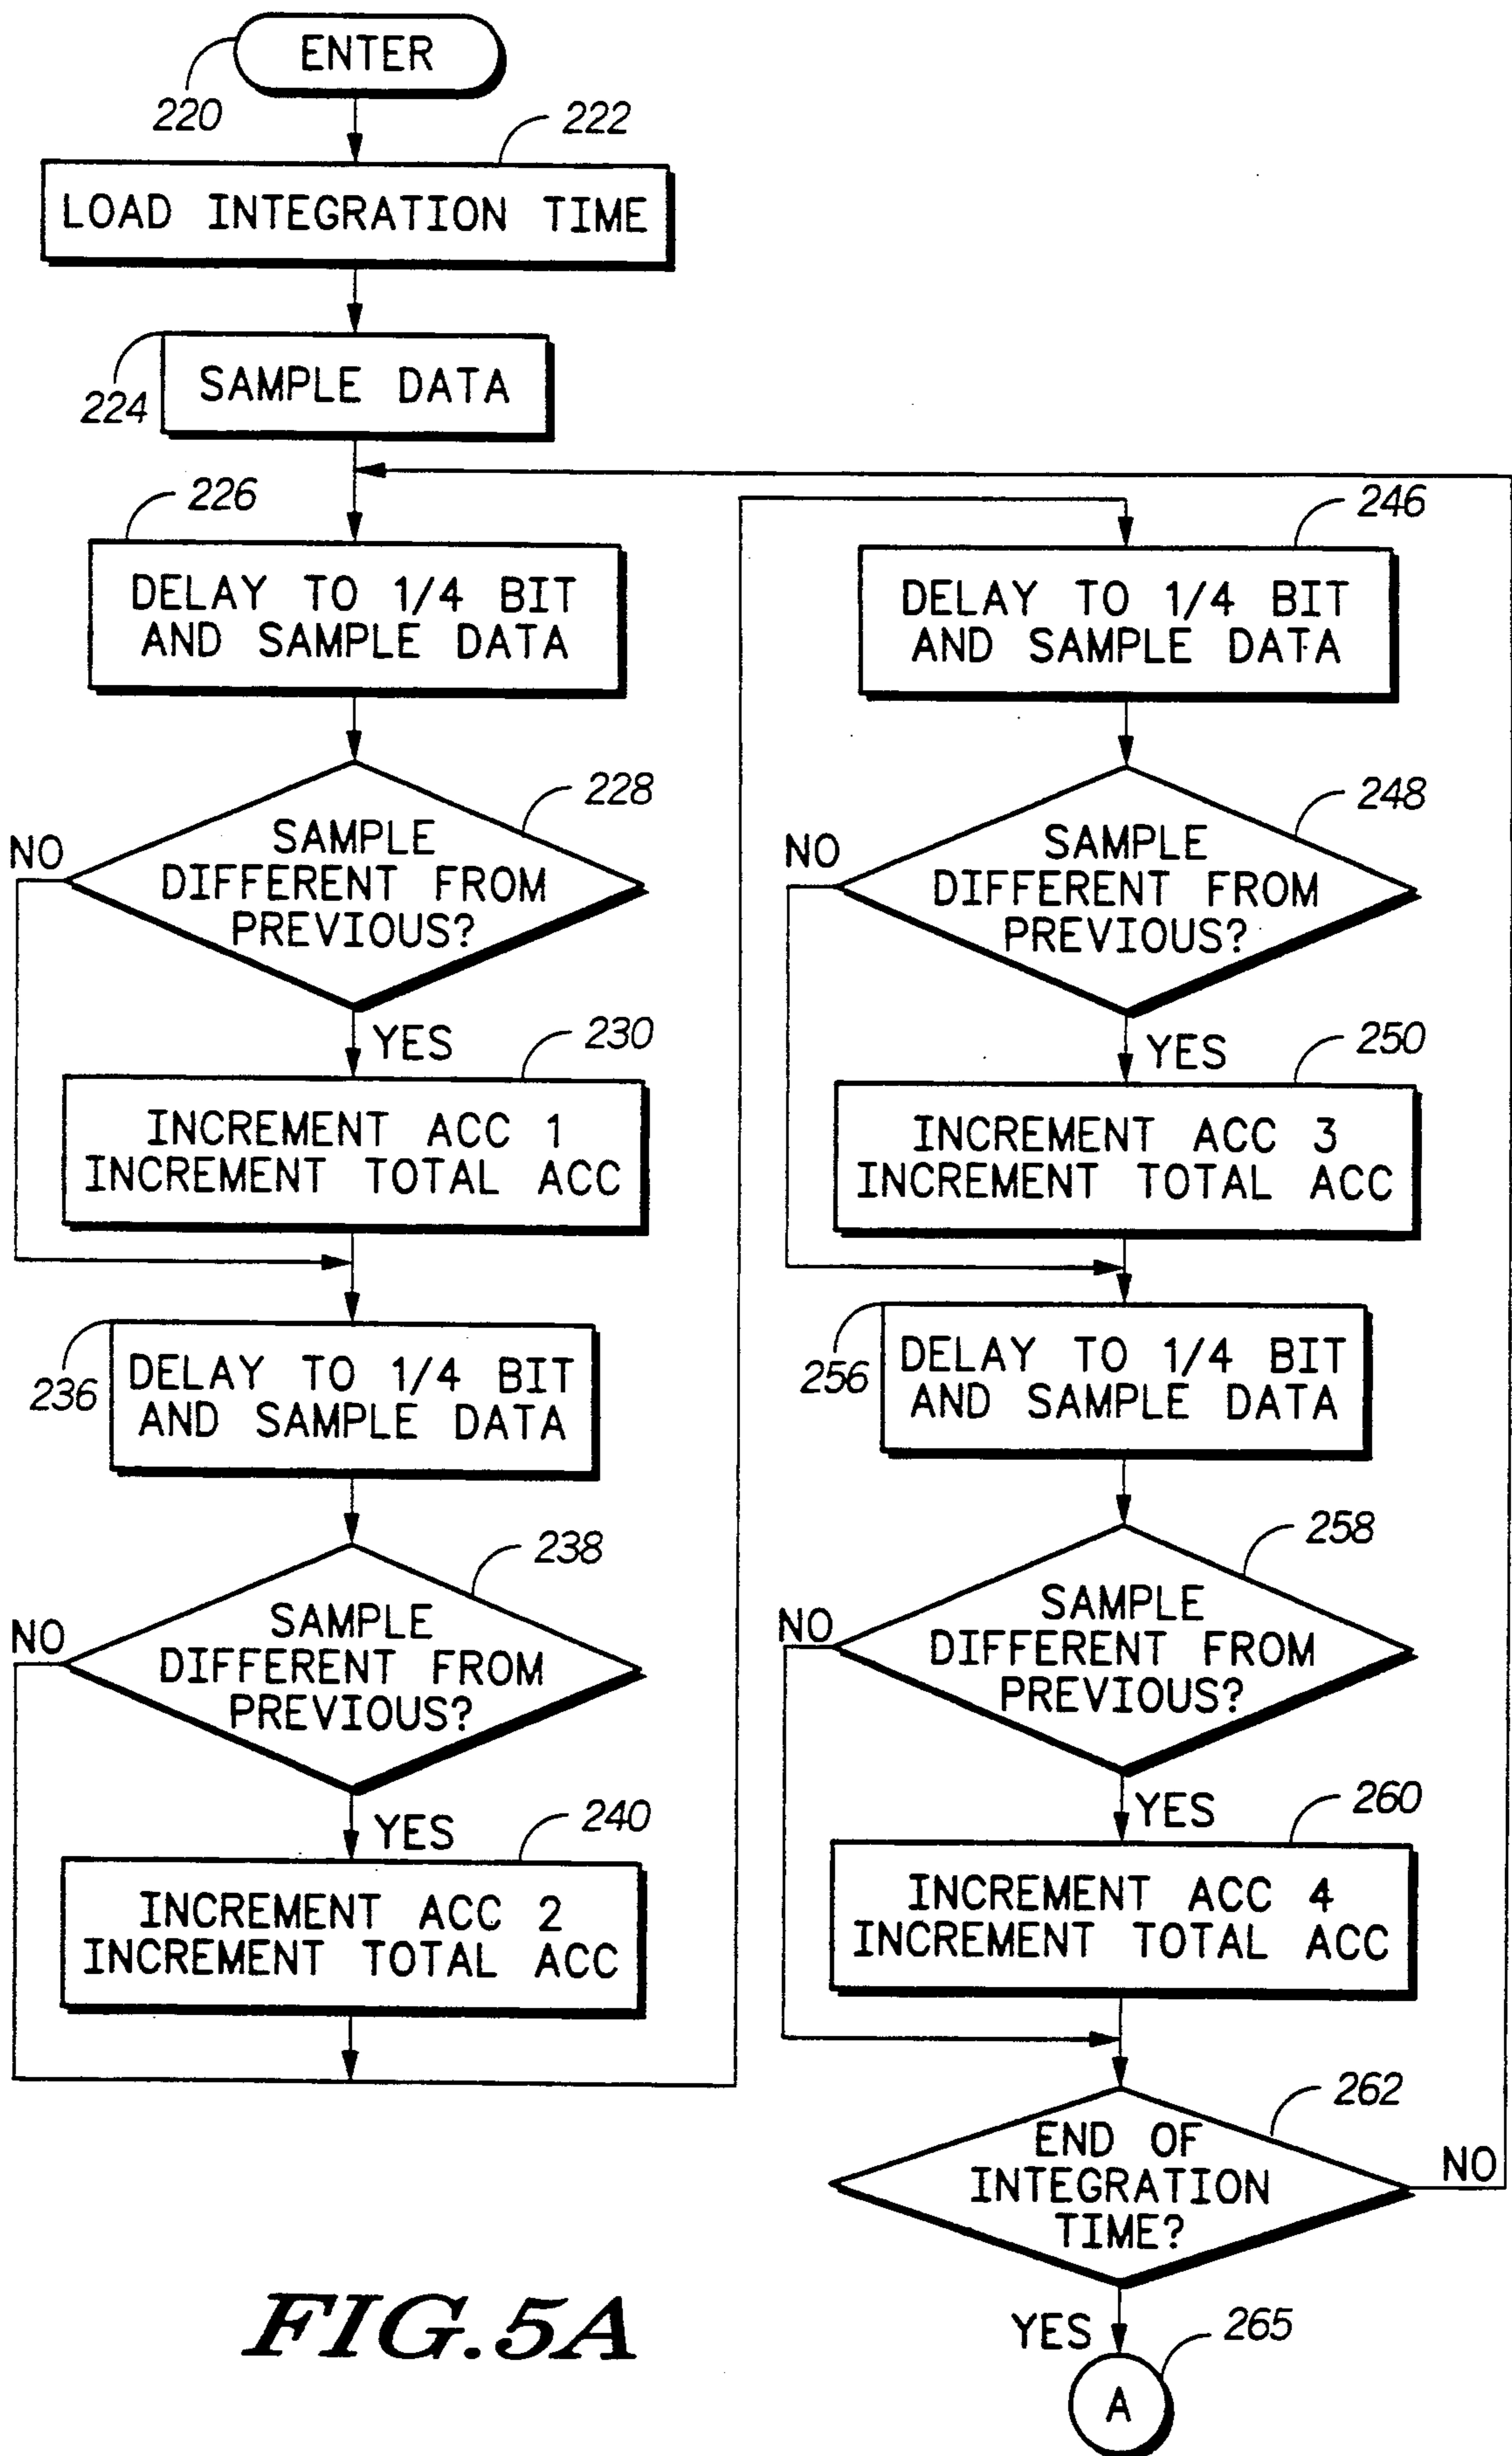 ENTER
220
222
LOAD INTEGRATION TIME
224
SAMPLE DATA
226
DELAY TO 1/4 BIT
AND SAMPLE DATA
228
NO
SAMPLE
DIFFERENT FROM
PREVIOUS?
YES
230
INCREMENT ACC 1
INCREMENT TOTAL ACC
236
DELAY TO 1/4 BIT
AND SAMPLE DATA
238
NO
SAMPLE
DIFFERENT FROM
PREVIOUS?
YES
240
INCREMENT ACC 2
INCREMENT TOTAL ACC
246
DELAY TO 1/4 BIT
AND SAMPLE DATA
248
NO
SAMPLE
DIFFERENT FROM
PREVIOUS?
YES
250
INCREMENT ACC 3
INCREMENT TOTAL ACC
256
DELAY TO 1/4 BIT
AND SAMPLE DATA
258
NO
SAMPLE
DIFFERENT FROM
PREVIOUS?
YES
260
INCREMENT ACC 4
INCREMENT TOTAL ACC
262
END OF
INTEGRATION
TIME?
NO
YES
265
A
FIG.5A